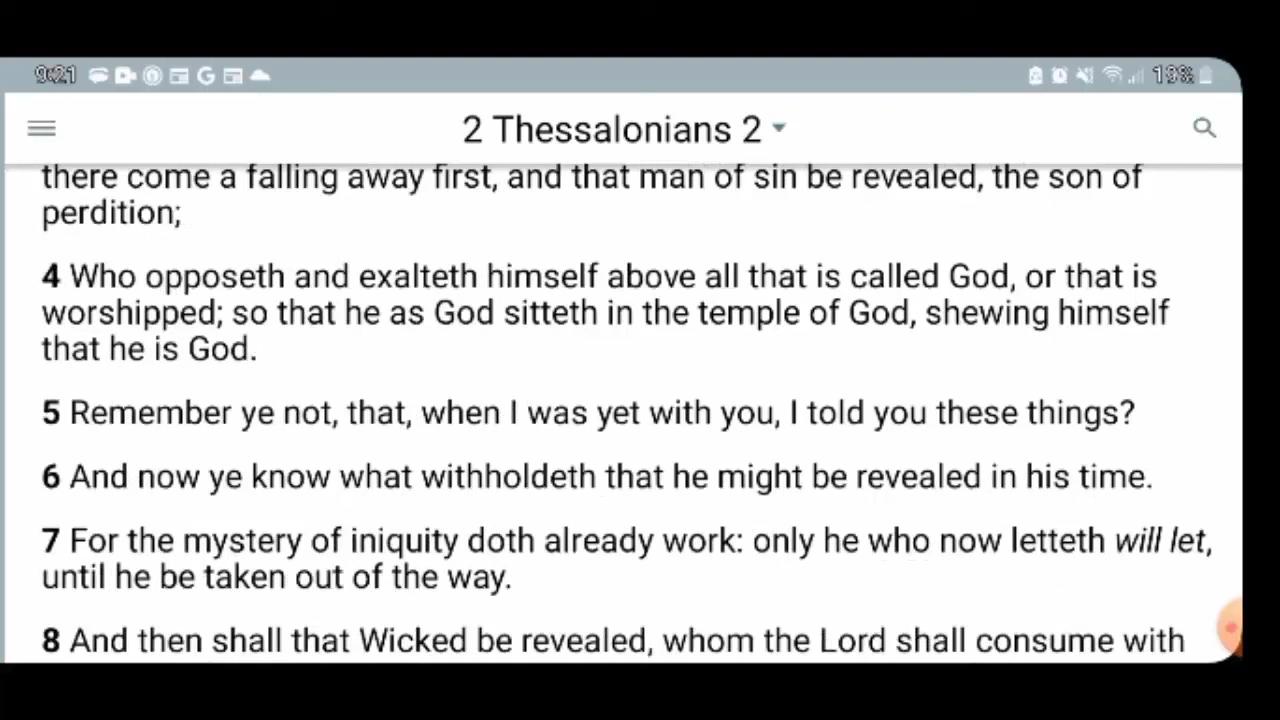 9:21 19%
2 Thessalonians 2
there come a falling away first, and that man of sin be revealed, the son of
perdition;
4 Who opposeth and exalteth himself above all that is called God, or that is
worshipped; so that he as God sitteth in the temple of God, shewing himself
that he is God.
5 Remember ye not, that, when I was yet with you, I told you these things?
6 And now ye know what withholdeth that he might be revealed in his time.
7 For the mystery of iniquity doth already work: only he who now letteth will let,
until he be taken out of the way.
8 And then shall that Wicked be revealed, whom the Lord shall consume with